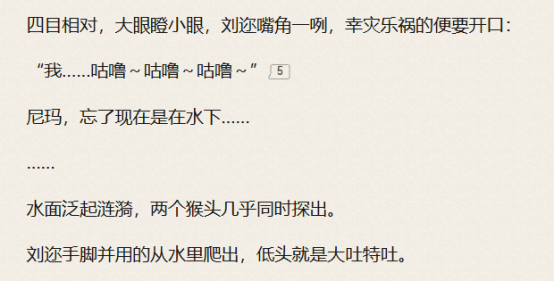 四目相对，大眼瞪小眼，刘迩嘴角一咧，幸灾乐祸的便要开口：
“我……咕噜～咕噜～咕噜～” 5
尼玛，忘了现在是在水下……
……
水面泛起涟漪，两个猴头几乎同时探出。
刘迩手脚并用的从水里爬出，低头就是大吐特吐。